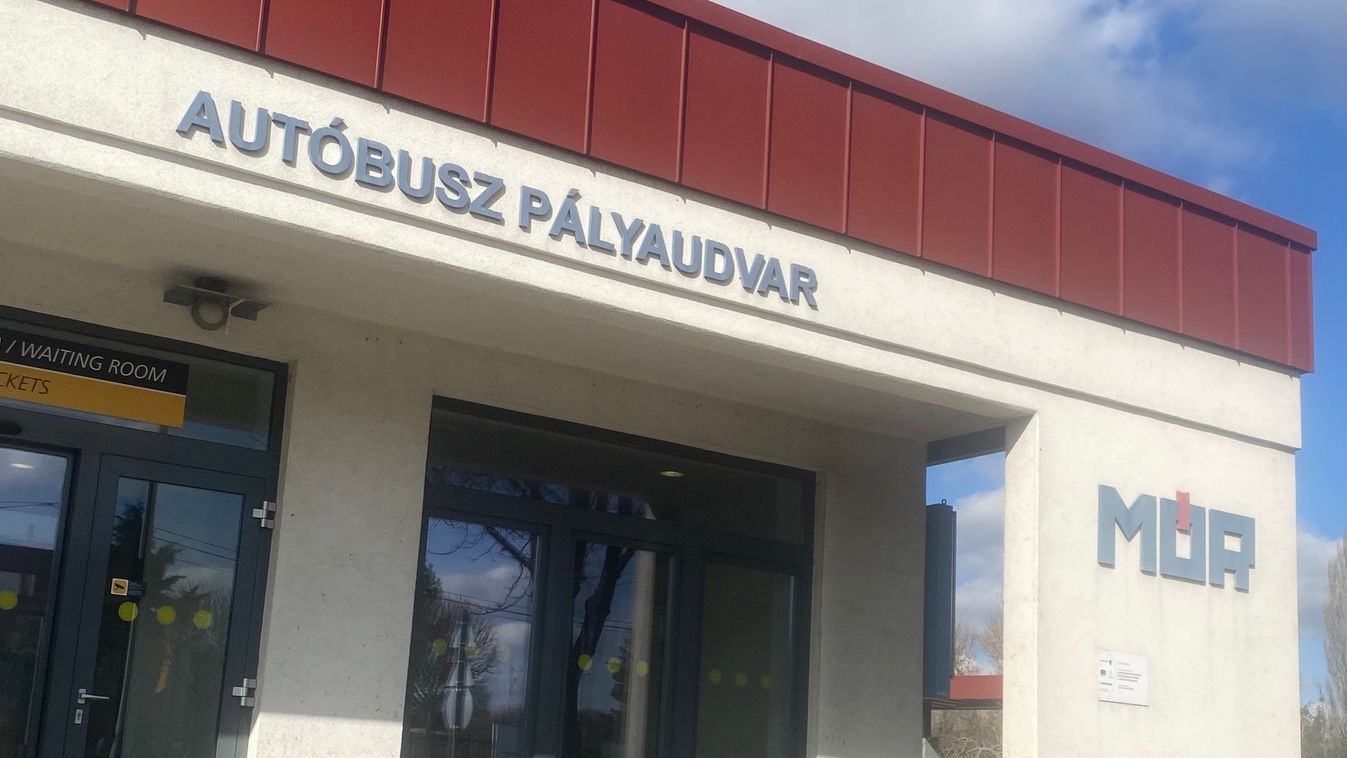 AUTÓBUSZ PÁLYAUDVAR
/ WAITING ROOM
CKETS
MÓR